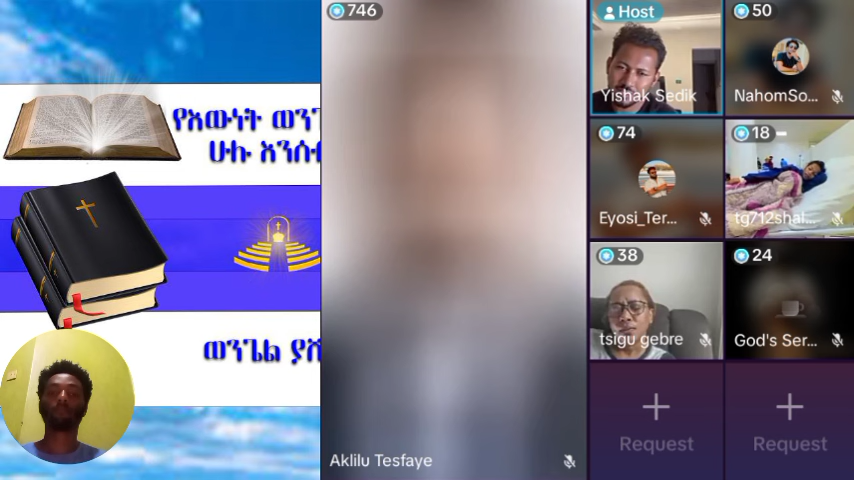 የእውነት ወንጌ
ሁሉ እንሰብ
ወንጌል ያሸ
746
Aklilu Tesfaye
Host
Yishak Sedik
50
NahomSo...
74
Eyosi_Ter...
18
tg712shal...
38
tsigu gebre
24
God's Ser...
Request
Request